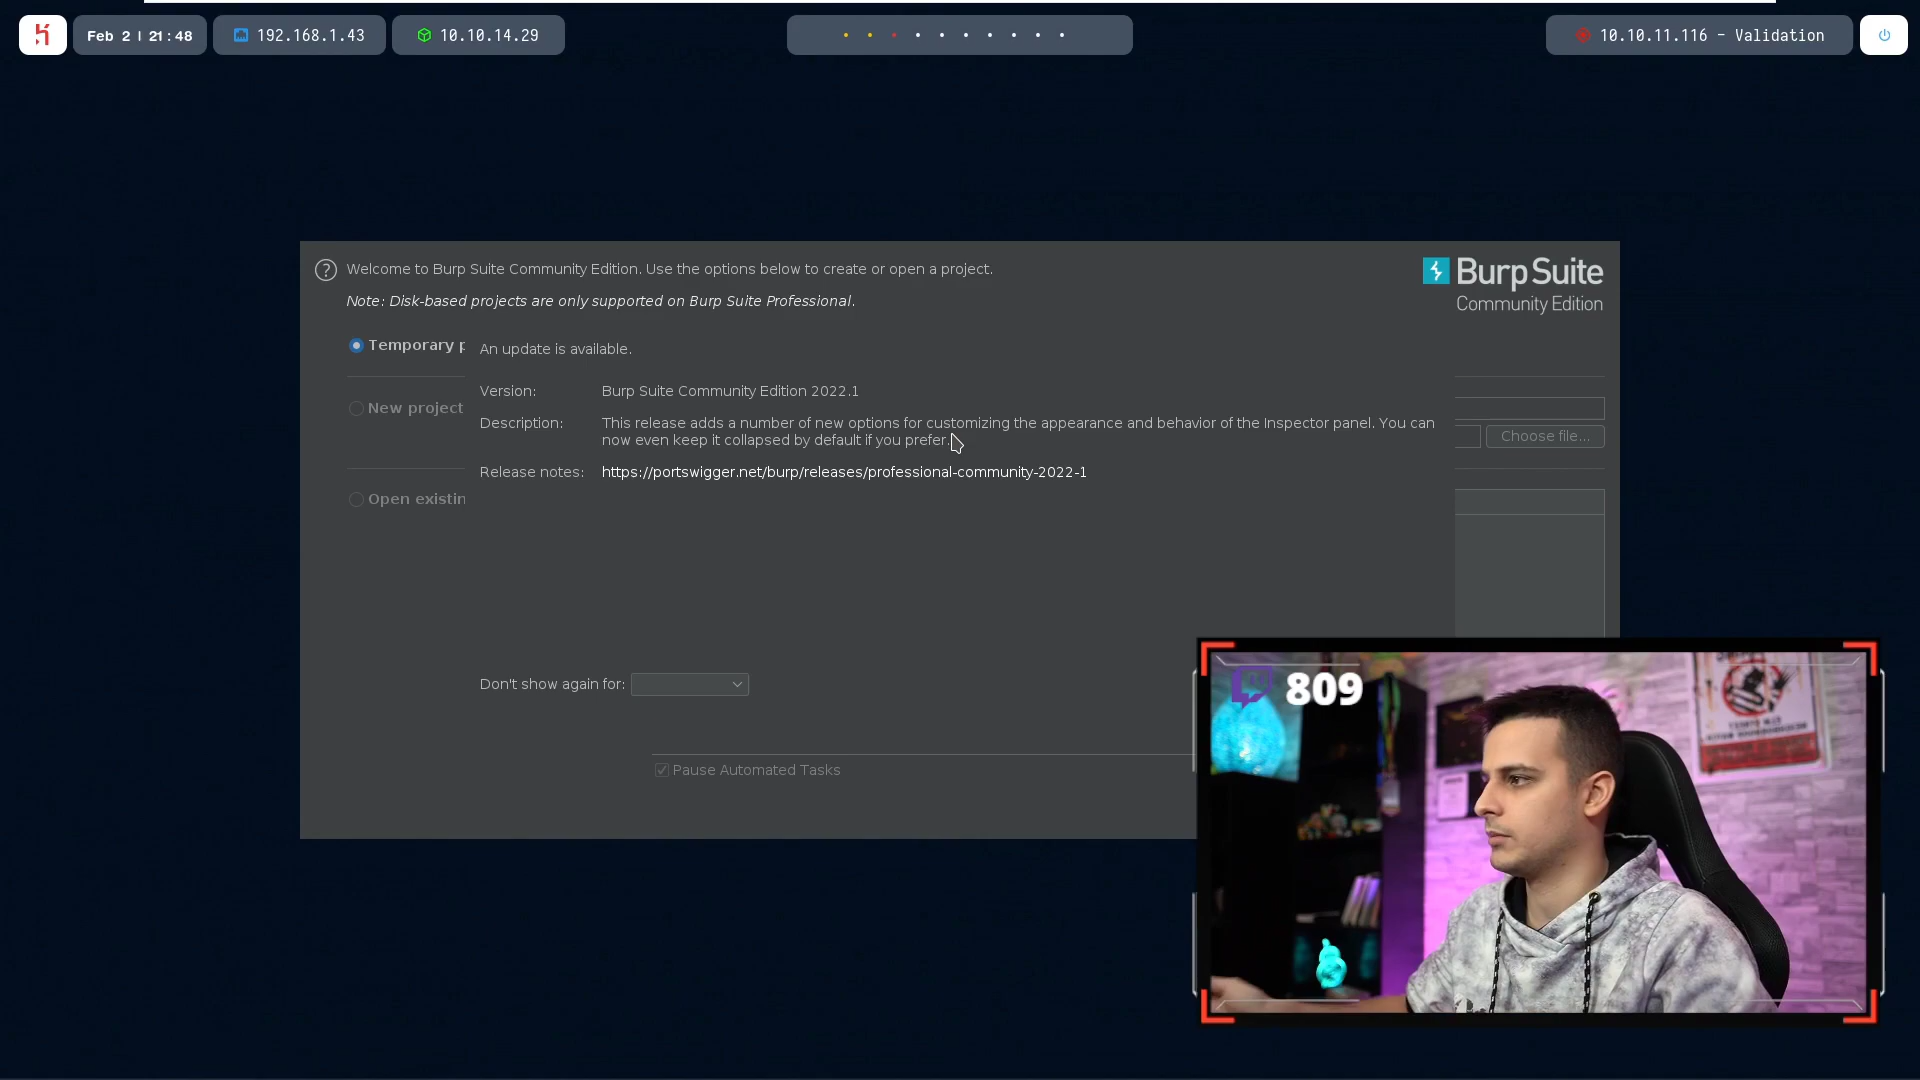 Feb 2 | 21:48
192.168.1.43
10.10.14.29
10.10.11.116 - Validation
Welcome to Burp Suite Community Edition. Use the options below to create or open a project.
Note: Disk-based projects are only supported on Burp Suite Professional.
Burp Suite
Community Edition
Temporary p
An update is available.
Version: Burp Suite Community Edition 2022.1
New project
Description: This release adds a number of new options for customizing the appearance and behavior of the Inspector panel. You can
now even keep it collapsed by default if you prefer.
Choose file...
Release notes: https://portswigger.net/burp/releases/professional-community-2022-1
Open existin
Don't show again for:
Pause Automated Tasks
809